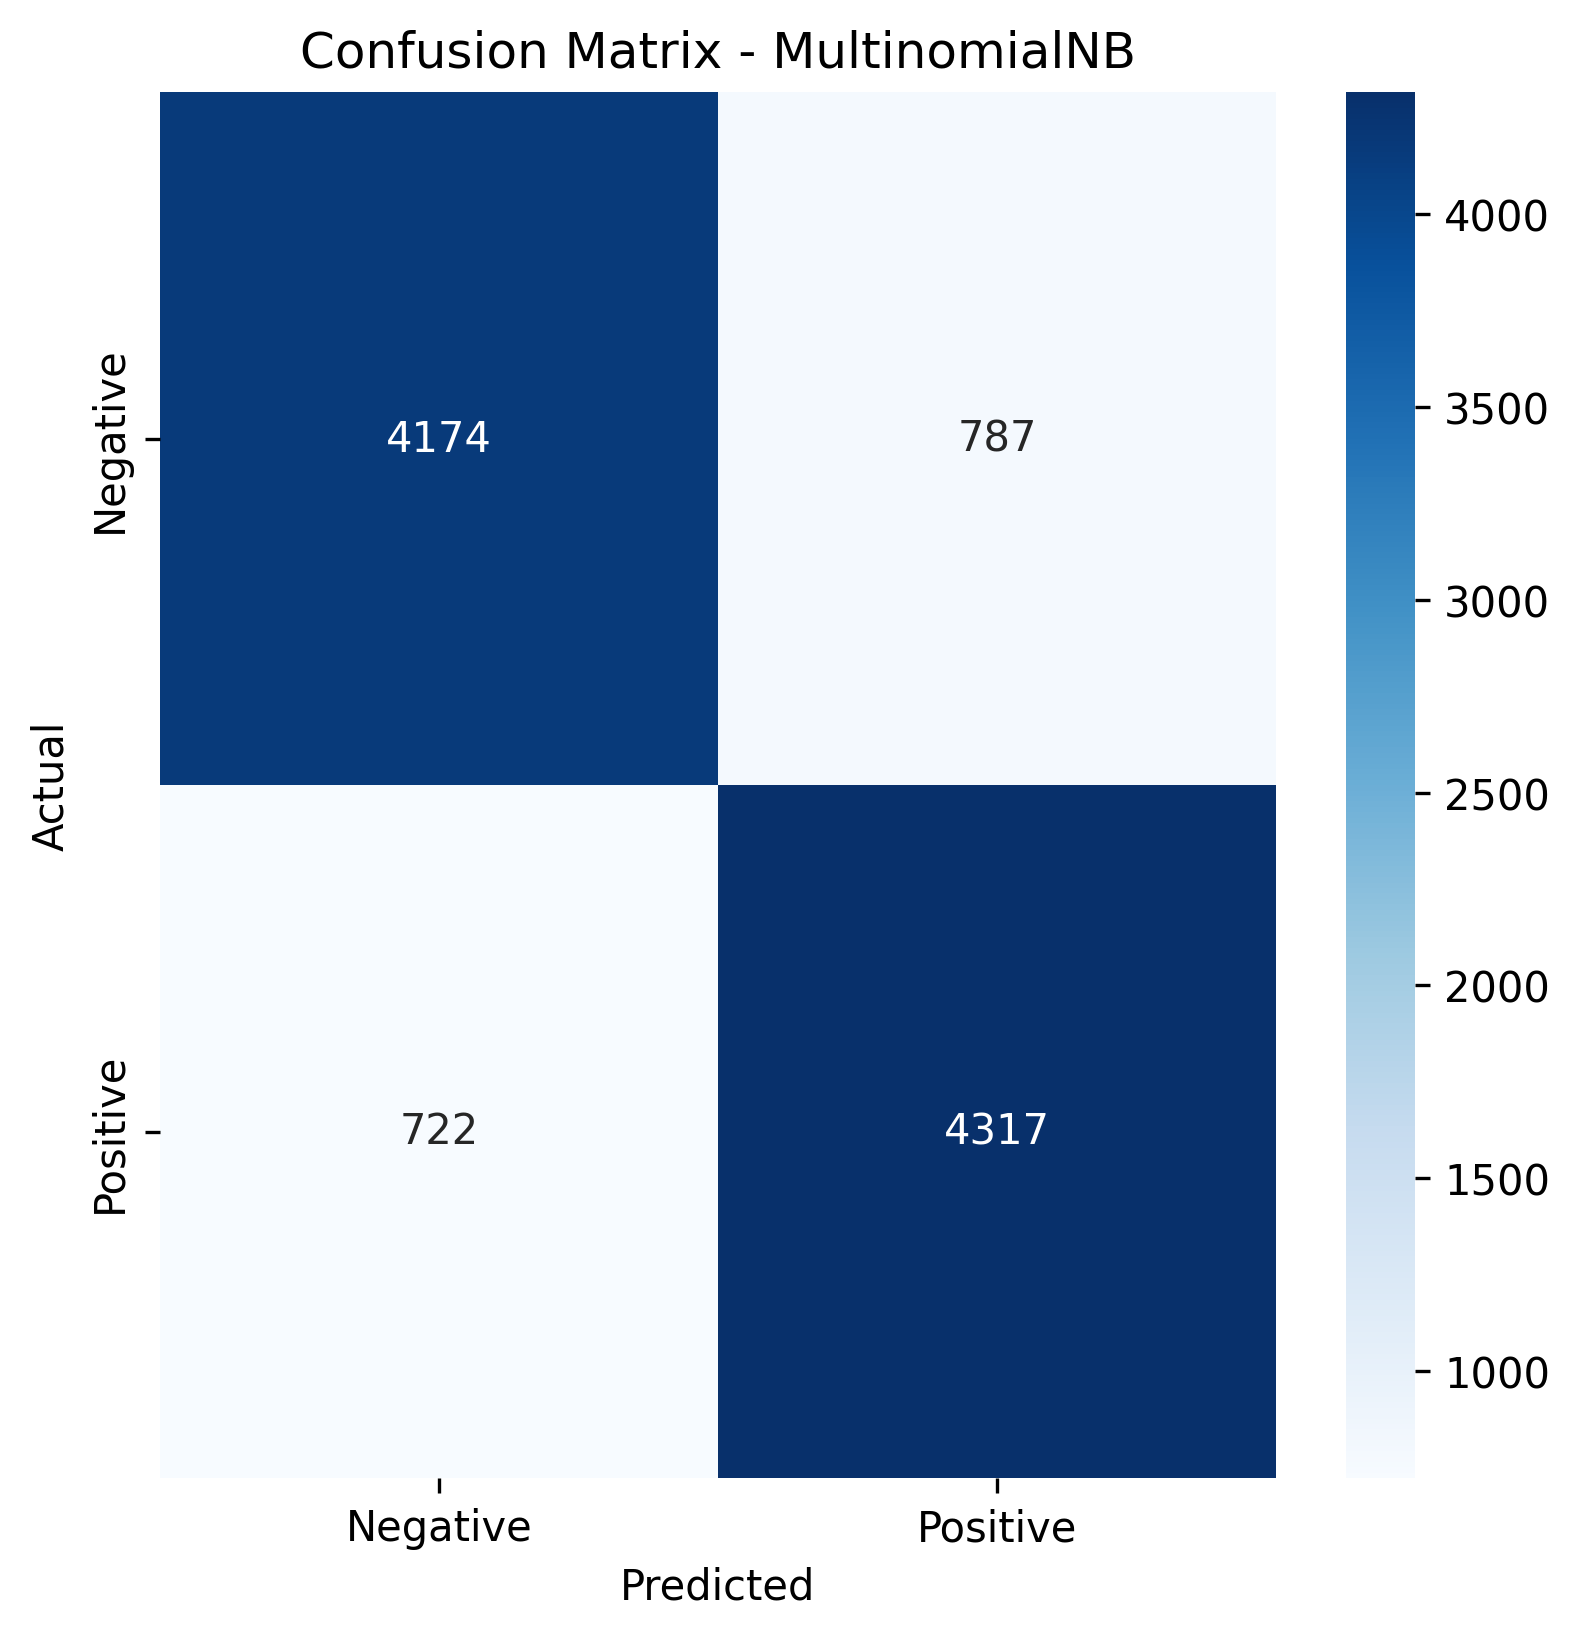 Confusion Matrix - MultinomialNB
Actual
Negative
4174
787
Positive
722
4317
Negative
Positive
Predicted
4000
3500
3000
2500
2000
1500
1000